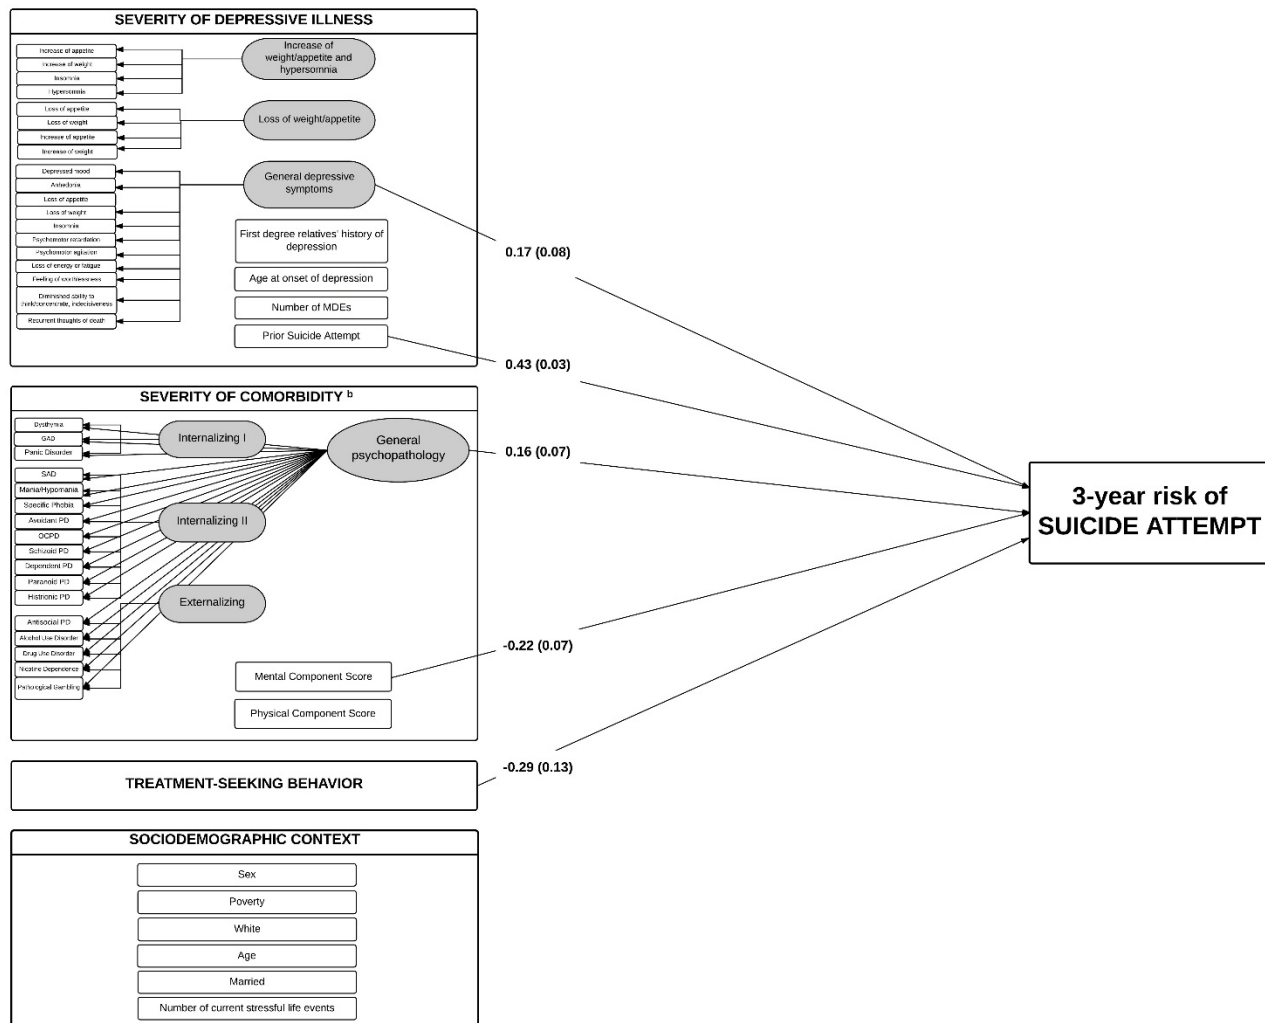 SEVERITY OF DEPRESSIVE ILLNESS
Increase of appetite
Increase of weight
Insomnia
Hypersomnia
Increase of
weight/appetite and
hypersomnia
Loss of appetite
Loss of weight
Increase of appetite
Increase of weight
Loss of weight/appetite
Depressed mood
Anhedonia
Loss of appetite
Loss of weight
Insomnia
Psychomotor retardation
Psychomotor agitation
Loss of energy or fatigue
Feeling of worthlessness
Diminished ability to
think/concentrate, indecisiveness
Recurrent thoughts of death
General depressive
symptoms
First degree relatives' history of
depression
Age at onset of depression
Number of MDEs
Prior Suicide Attempt
0.17 (0.08)
0.43 (0.03)
SEVERITY OF COMORBIDITY b
Dysthymia
GAD
Panic Disorder
Internalizing I
General
psychopathology
0.16 (0.07)
SAD
Mania/Hypomania
Specific Phobia
Avoidant PD
OCPD
Schizoid PD
Dependent PD
Paranoid PD
Histrionic PD
Internalizing II
Externalizing
Antisocial PD
Alcohol Use Disorder
Drug Use Disorder
Nicotine Dependence
Pathological Gambling
Mental Component Score
Physical Component Score
-0.22 (0.07)
3-year risk of
SUICIDE ATTEMPT
TREATMENT-SEEKING BEHAVIOR
-0.29 (0.13)
SOCIODEMOGRAPHIC CONTEXT
Sex
Poverty
White
Age
Married
Number of current stressful life events